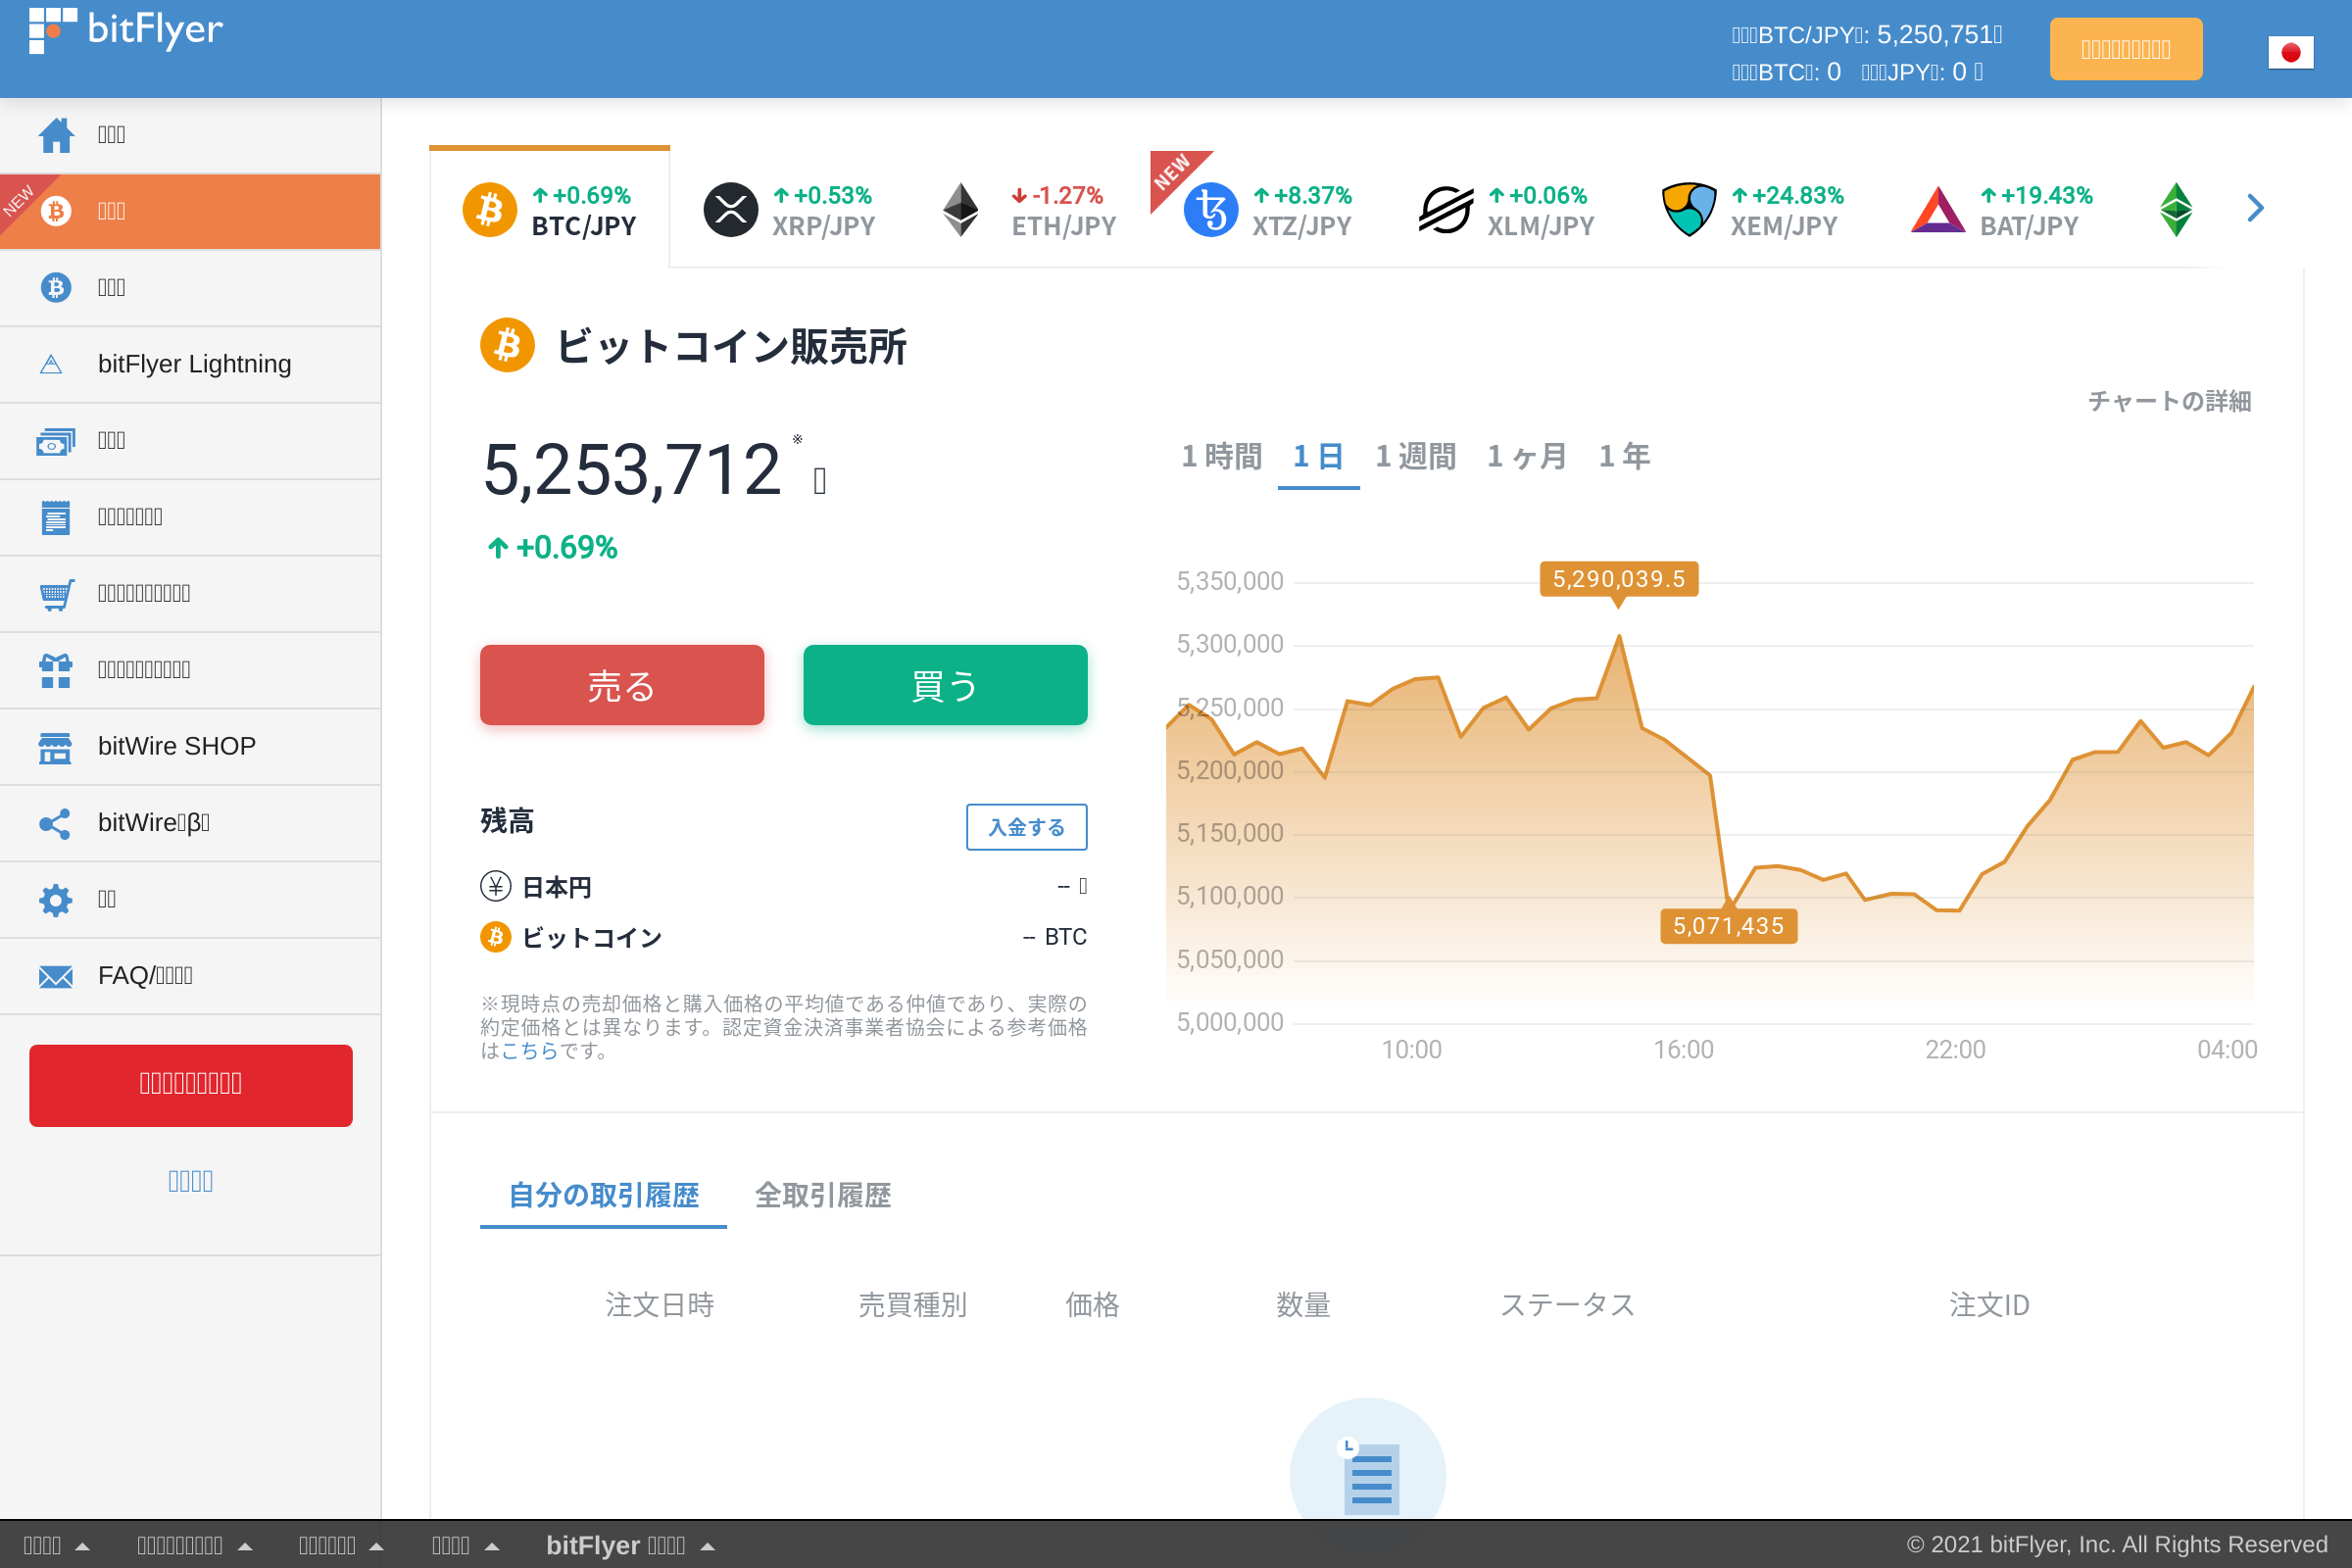 bitFlyer
BTC/JPY: 5,250,751
BTC: 0 JPY: 0
NEW
bitFlyer Lightning
bitWire SHOP
bitWire β
FAQ/
+0.69%
BTC/JPY
+0.53%
XRP/JPY
-1.27%
ETH/JPY
NEW
+8.37%
XTZ/JPY
+0.06%
XLM/JPY
+24.83%
XEM/JPY
+19.43%
BAT/JPY
ビットコイン販売所
チャートの詳細
5,253,712 ※
+0.69%
売る
買う
残高
入金する
日本円
--
ビットコイン
-- BTC
※現時点の売却価格と購入価格の平均値である仲値であり、実際の
約定価格とは異なります。認定資金決済事業者協会による参考価格
はこちらです。
1 時間 1 日 1 週間 1 ヶ月 1 年
5,290,039.5
5,350,000
5,300,000
5,250,000
5,200,000
5,150,000
5,100,000
5,071,435
5,050,000
5,000,000
10:00 16:00 22:00 04:00
自分の取引履歴 全取引履歴
注文日時 売買種別 価格 数量 ステータス 注文ID
bitFlyer
© 2021 bitFlyer, Inc. All Rights Reserved